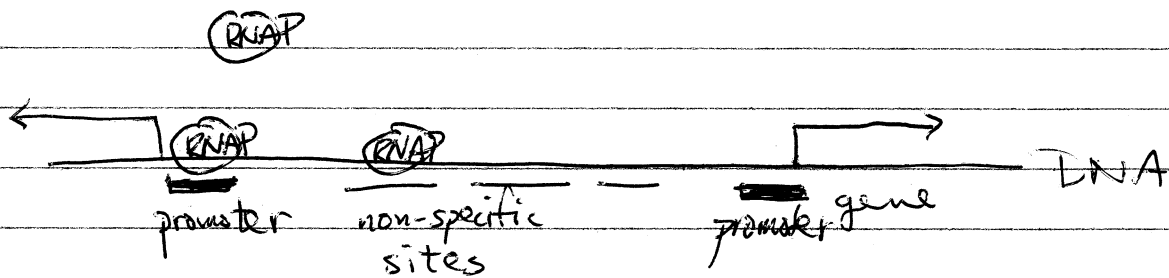 RNAP
RNAP RNAP
DNA
promoter non-specific promoter gene
sites